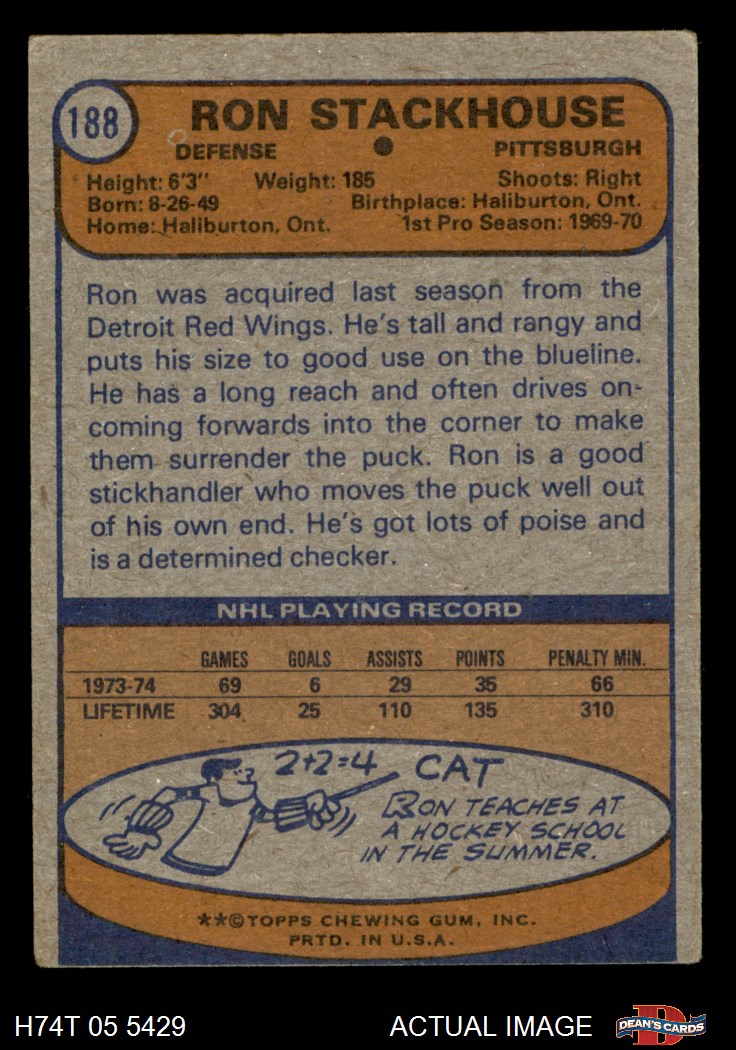 188
RON STACKHOUSE
DEFENSE
PITTSBURGH
Height: 6'3" Weight: 185 Shoots: Right
Born: 8-26-49 Birthplace: Haliburton, Ont.
Home: Haliburton, Ont. 1st Pro Season: 1969-70
Ron was acquired last season from the
Detroit Red Wings. He's tall and rangy and
puts his size to good use on the blueline.
He has a long reach and often drives on-
coming forwards into the corner to make
them surrender the puck. Ron is a good
stickhandler who moves the puck well out
of his own end. He's got lots of poise and
is a determined checker.
NHL PLAYING RECORD
GAMES GOALS ASSISTS POINTS PENALTY MIN.
1973-74 69 6 29 35 66
LIFETIME 304 25 110 135 310
2+2=4 CAT
RON TEACHES AT
A HOCKEY SCHOOL
IN THE SUMMER.
**©TOPPS CHEWING GUM, INC.
PRTD. IN U.S.A.
H74T 05 5429 ACTUAL IMAGE
D
DEAN'S CARDS